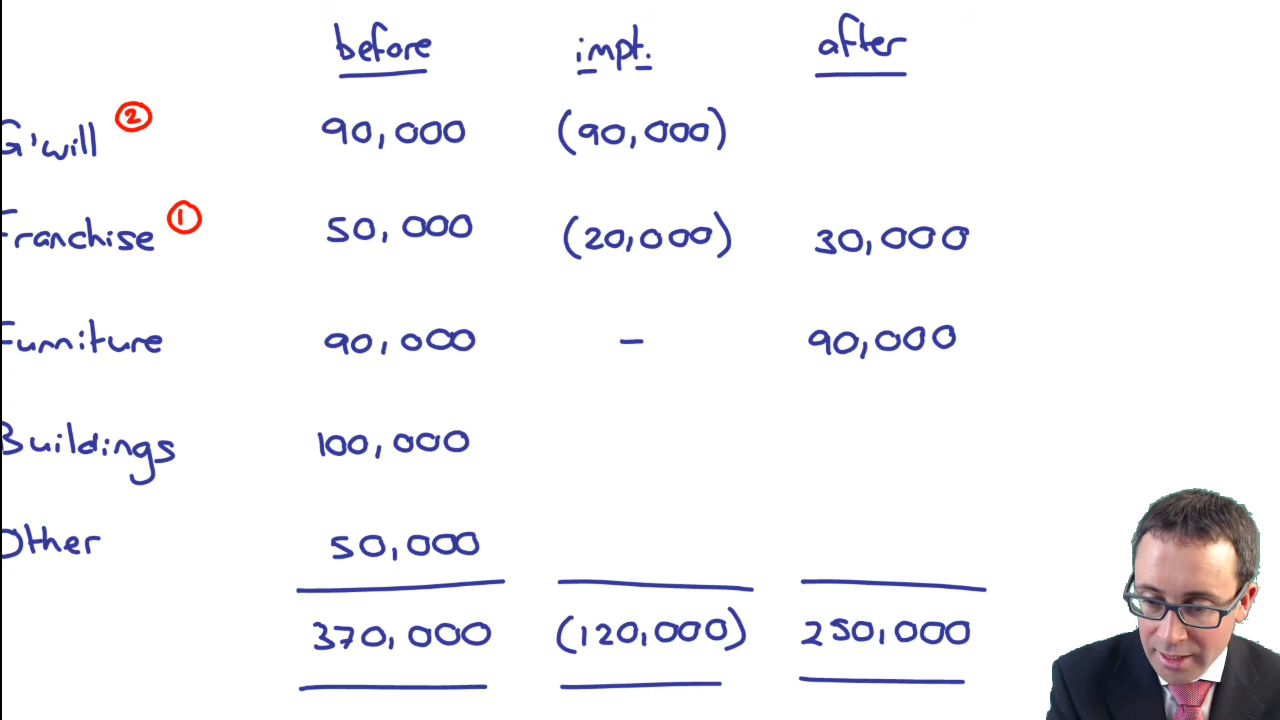 before impt. after
G'will ② 90,000 (90,000)
Franchise ① 50,000 (20,000) 30,000
Furniture 90,000 – 90,000
Buildings 100,000
Other 50,000
370,000 (120,000) 250,000